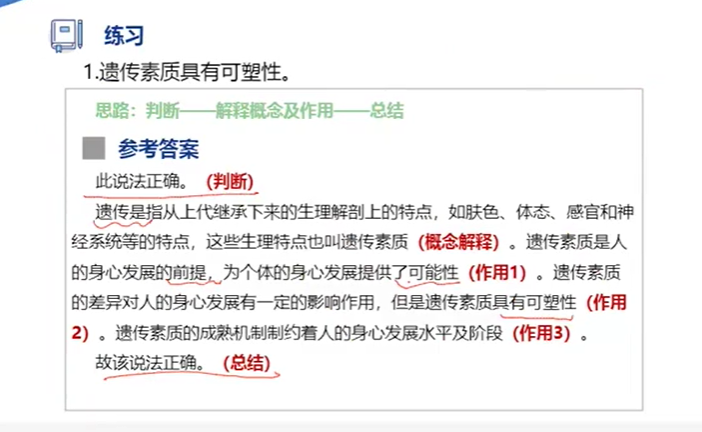 练习
1.遗传素质具有可塑性。
思路：判断——解释概念及作用——总结
参考答案
此说法正确。（判断）
遗传是指从上代继承下来的生理解剖上的特点，如肤色、体态、感官和神
经系统等的特点，这些生理特点也叫遗传素质（概念解释）。遗传素质是人
的身心发展的前提，为个体的身心发展提供了可能性（作用1）。遗传素质
的差异对人的身心发展有一定的影响作用，但是遗传素质具有可塑性（作用
2）。遗传素质的成熟机制制约着人的身心发展水平及阶段（作用3）。
故该说法正确。（总结）